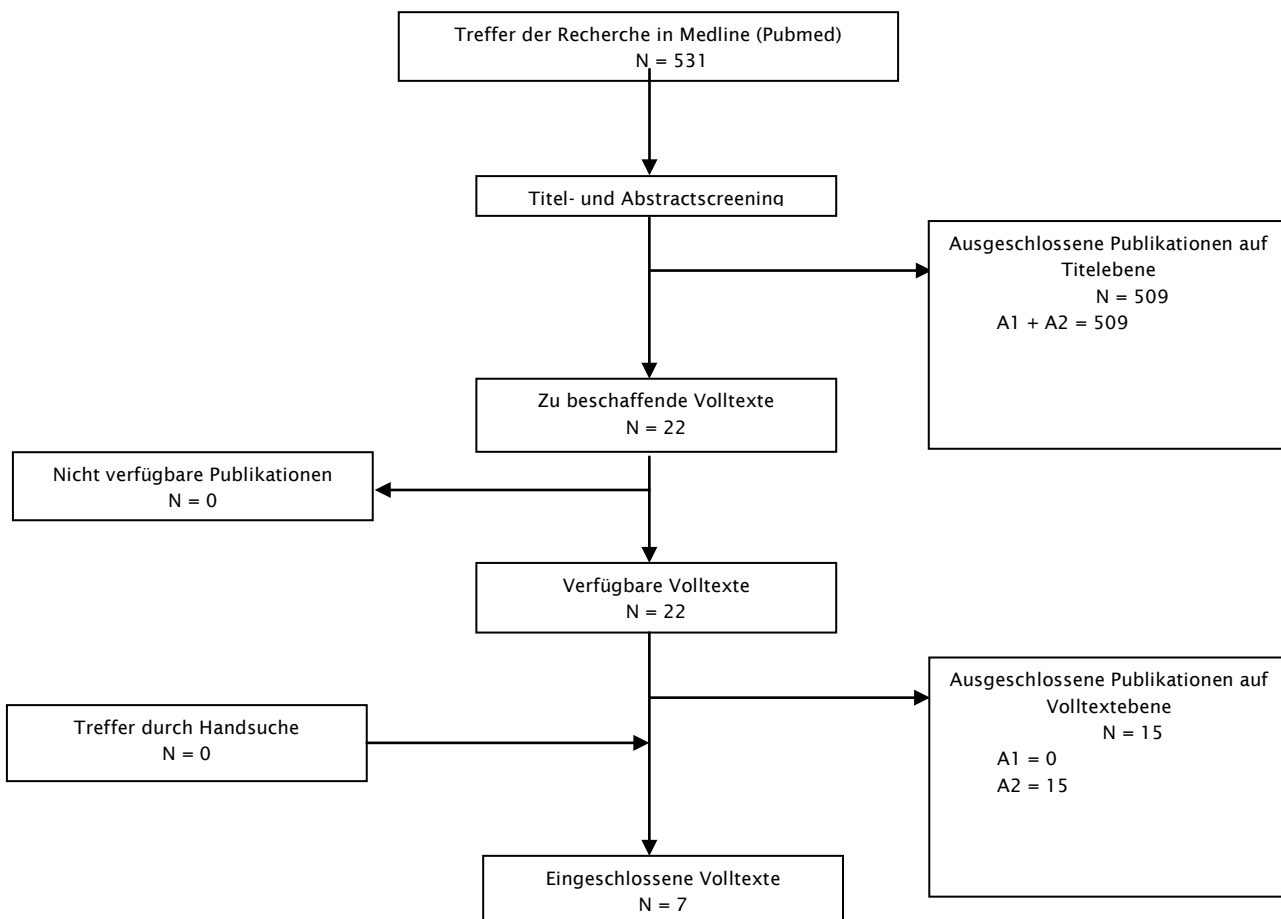 Treffer der Recherche in Medline (Pubmed)
N = 531
Titel- und Abstractscreening
Ausgeschlossene Publikationen auf
Titelebene
N = 509
A1 + A2 = 509
Zu beschaffende Volltexte
N = 22
Nicht verfügbare Publikationen
N = 0
Verfügbare Volltexte
N = 22
Ausgeschlossene Publikationen auf
Volltextebene
N = 15
A1 = 0
A2 = 15
Treffer durch Handsuche
N = 0
Eingeschlossene Volltexte
N = 7